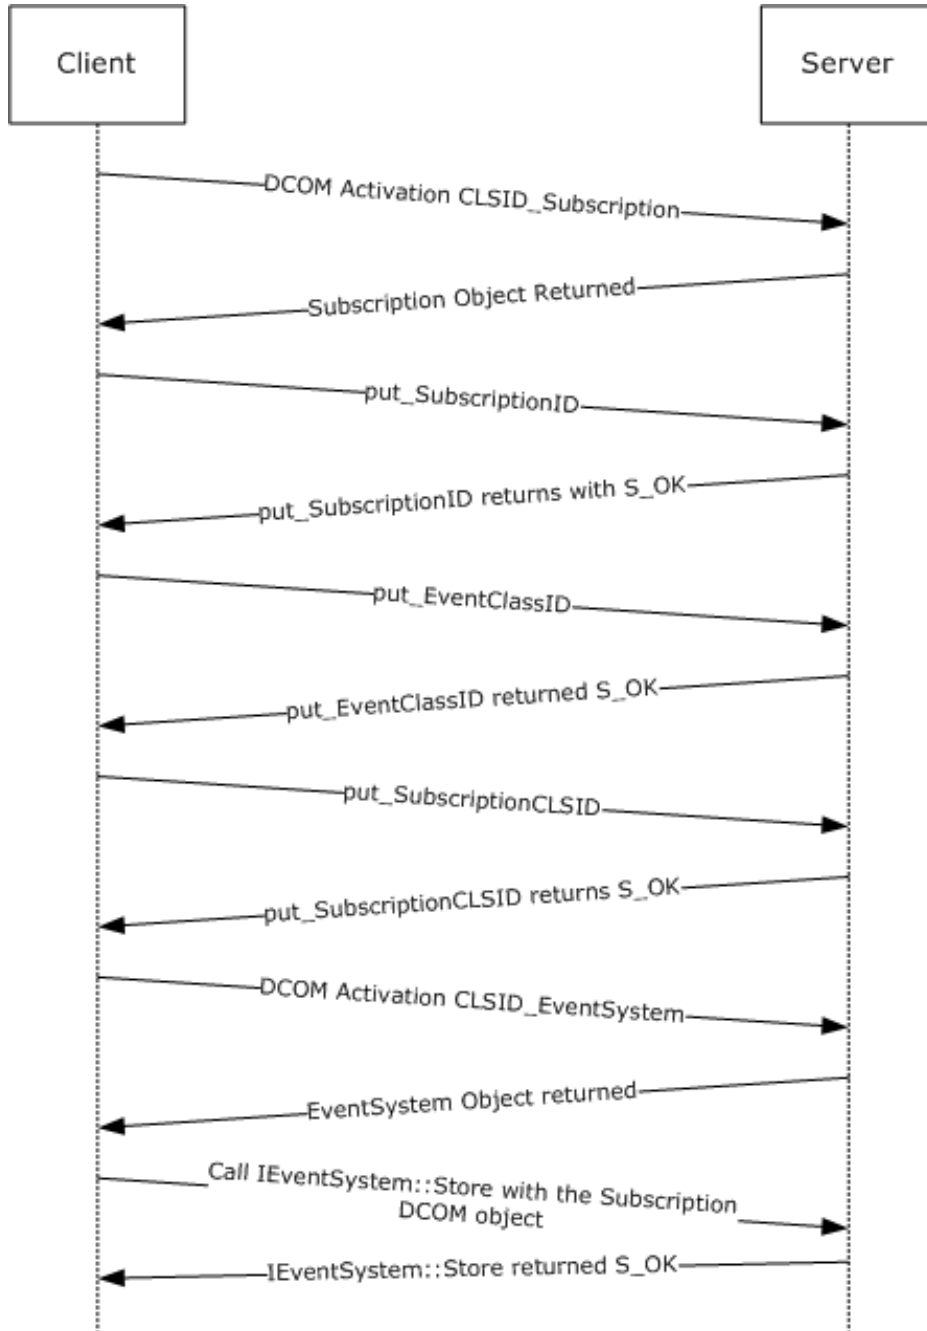 Client
Server
DCOM Activation CLSID_Subscription
Subscription Object Returned
put_SubscriptionID
put_SubscriptionID returns with S_OK
put_EventClassID
put_EventClassID returned S_OK
put_SubscriptionCLSID
put_SubscriptionCLSID returns S_OK
DCOM Activation CLSID_EventSystem
EventSystem Object returned
Call IEventSystem::Store with the Subscription
DCOM object
IEventSystem::Store returned S_OK